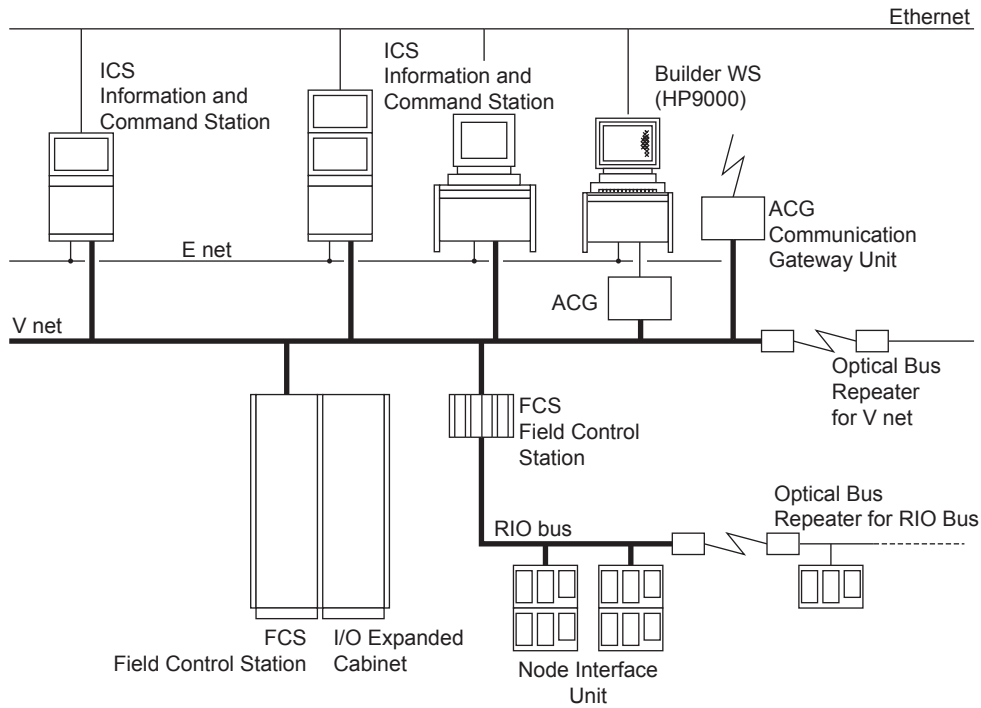 Ethernet
ICS
Information and
Command Station
ICS
Information and
Command Station
Builder WS
(HP9000)
ACG
Communication
Gateway Unit
E net
ACG
V net
Optical Bus
Repeater
for V net
FCS
Field Control
Station
Optical Bus
Repeater for RIO Bus
RIO bus
FCS
Field Control Station
I/O Expanded
Cabinet
Node Interface
Unit